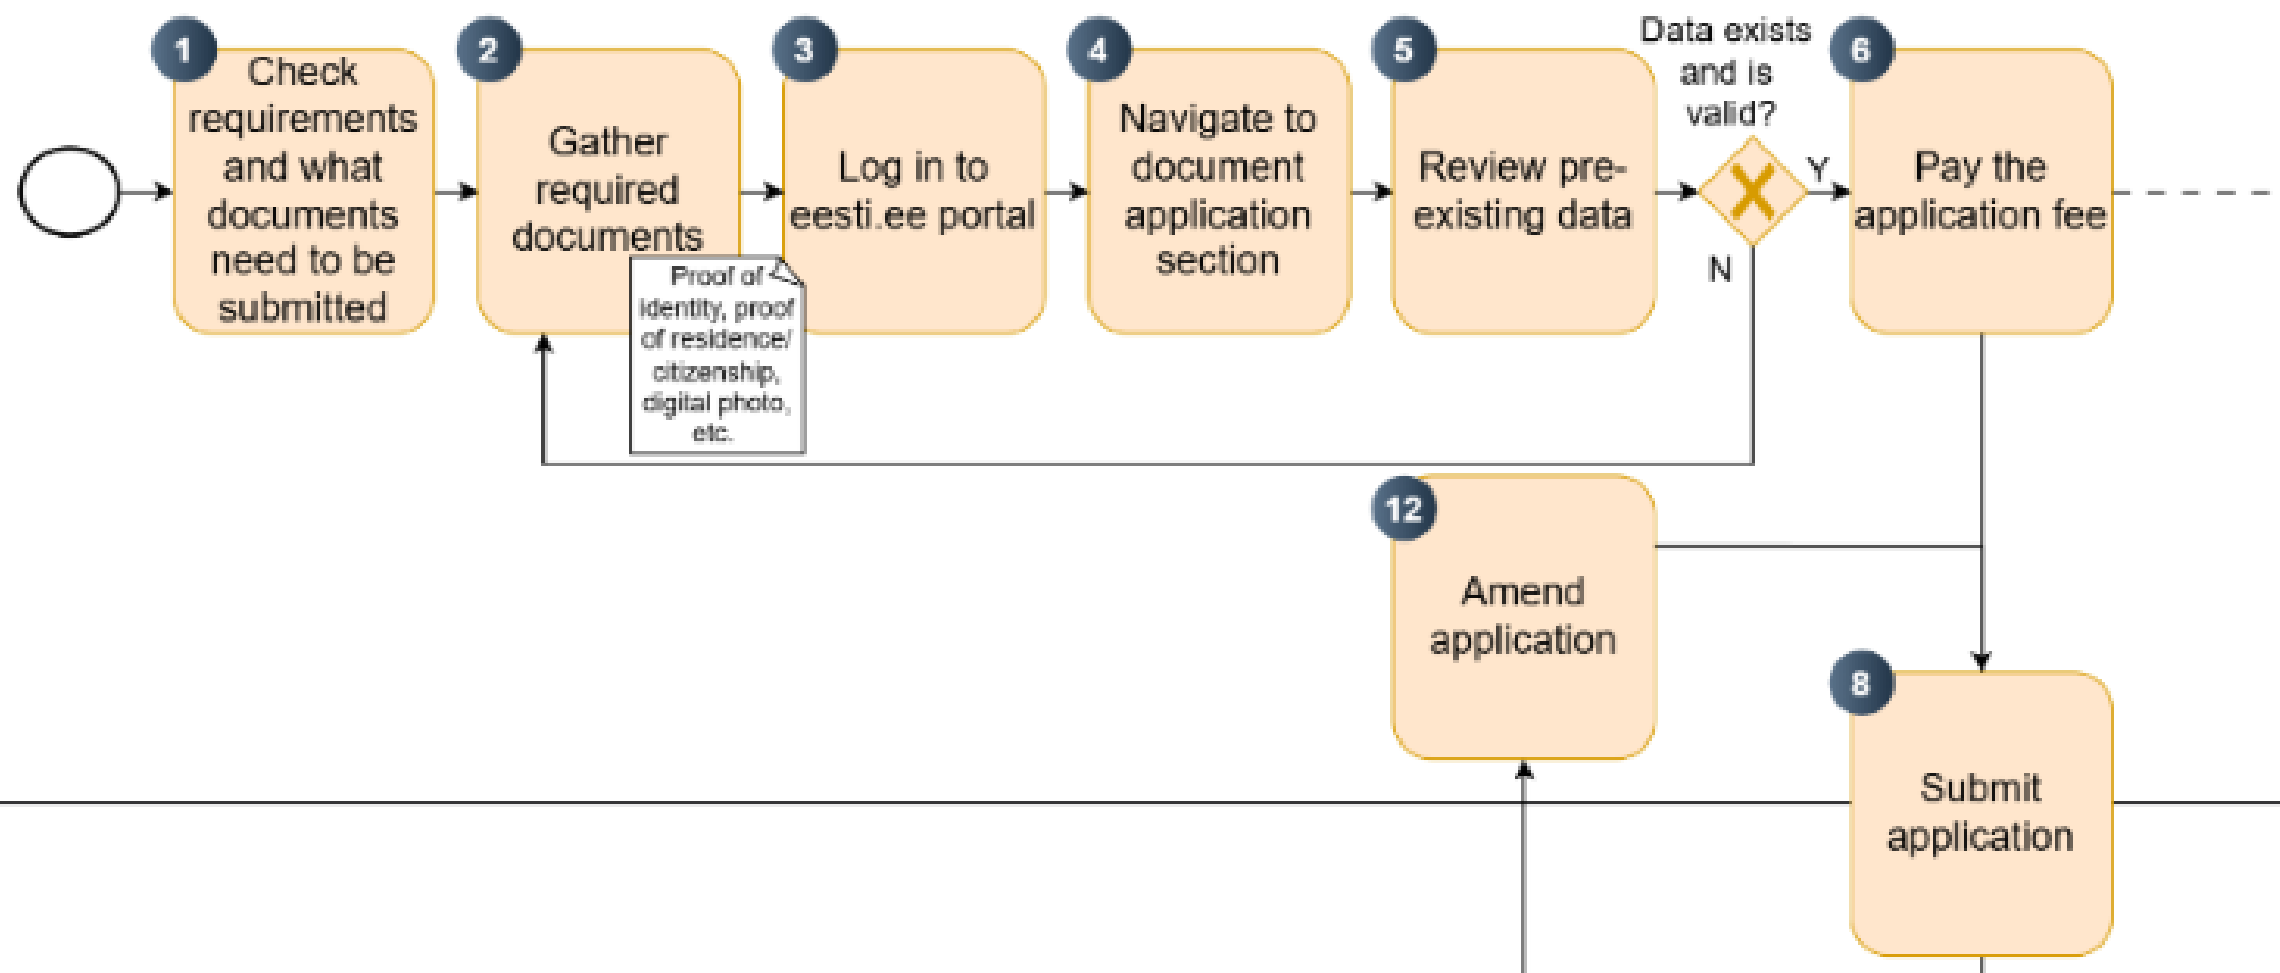 1
Check
requirements
and what
documents
need to be
submitted
2
Gather
required
documents
Proof of
identity, proof
of residence/
citizenship,
digital photo,
etc.
3
Log in to
eesti.ee portal
4
Navigate to
document
application
section
5
Review pre-
existing data
Data exists
and is
valid?
Y
N
6
Pay the
application fee
12
Amend
application
8
Submit
application